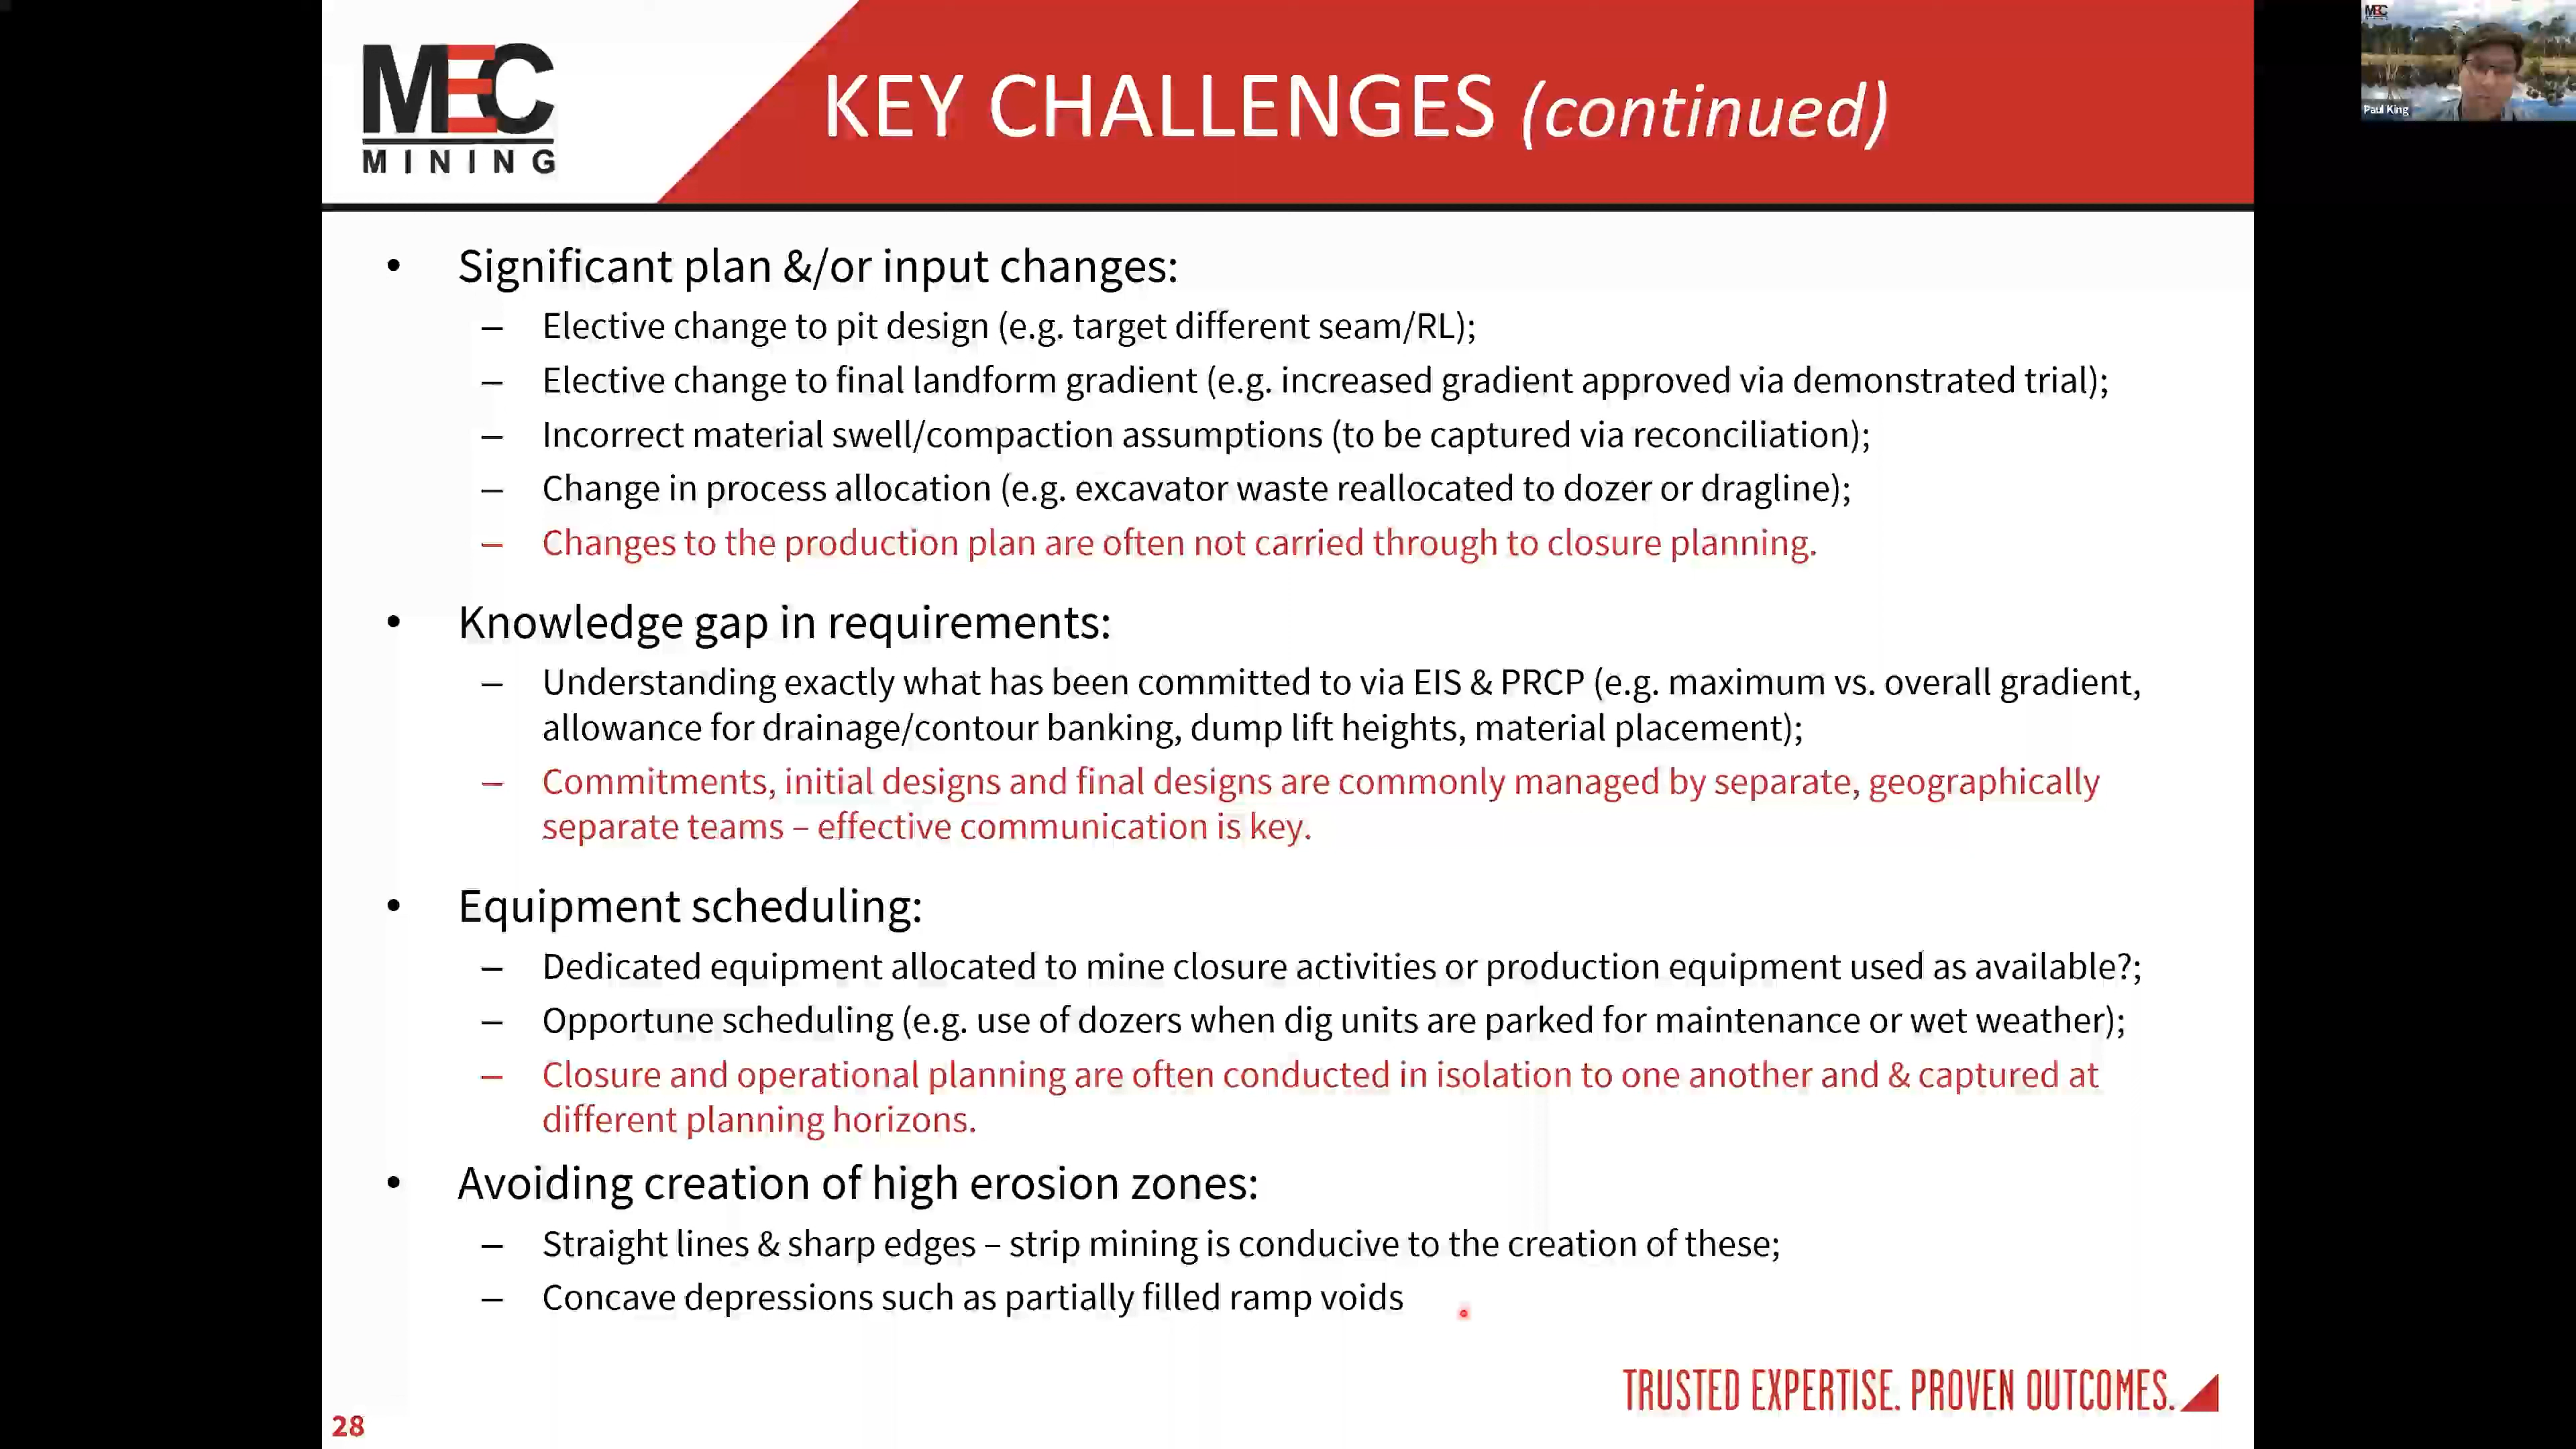 MEC
MINING
KEY CHALLENGES (continued)
MEC
Paul King
• Significant plan &/or input changes:
– Elective change to pit design (e.g. target different seam/RL);
– Elective change to final landform gradient (e.g. increased gradient approved via demonstrated trial);
– Incorrect material swell/compaction assumptions (to be captured via reconciliation);
– Change in process allocation (e.g. excavator waste reallocated to dozer or dragline);
– Changes to the production plan are often not carried through to closure planning.
• Knowledge gap in requirements:
– Understanding exactly what has been committed to via EIS & PRCP (e.g. maximum vs. overall gradient,
allowance for drainage/contour banking, dump lift heights, material placement);
– Commitments, initial designs and final designs are commonly managed by separate, geographically
separate teams – effective communication is key.
• Equipment scheduling:
– Dedicated equipment allocated to mine closure activities or production equipment used as available?;
– Opportune scheduling (e.g. use of dozers when dig units are parked for maintenance or wet weather);
– Closure and operational planning are often conducted in isolation to one another and & captured at
different planning horizons.
• Avoiding creation of high erosion zones:
– Straight lines & sharp edges – strip mining is conducive to the creation of these;
– Concave depressions such as partially filled ramp voids
TRUSTED EXPERTISE. PROVEN OUTCOMES.
28